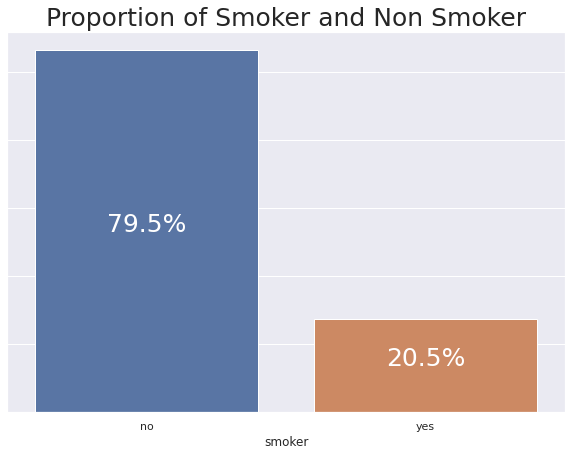 Proportion of Smoker and Non Smoker
79.5%
20.5%
no
yes
smoker